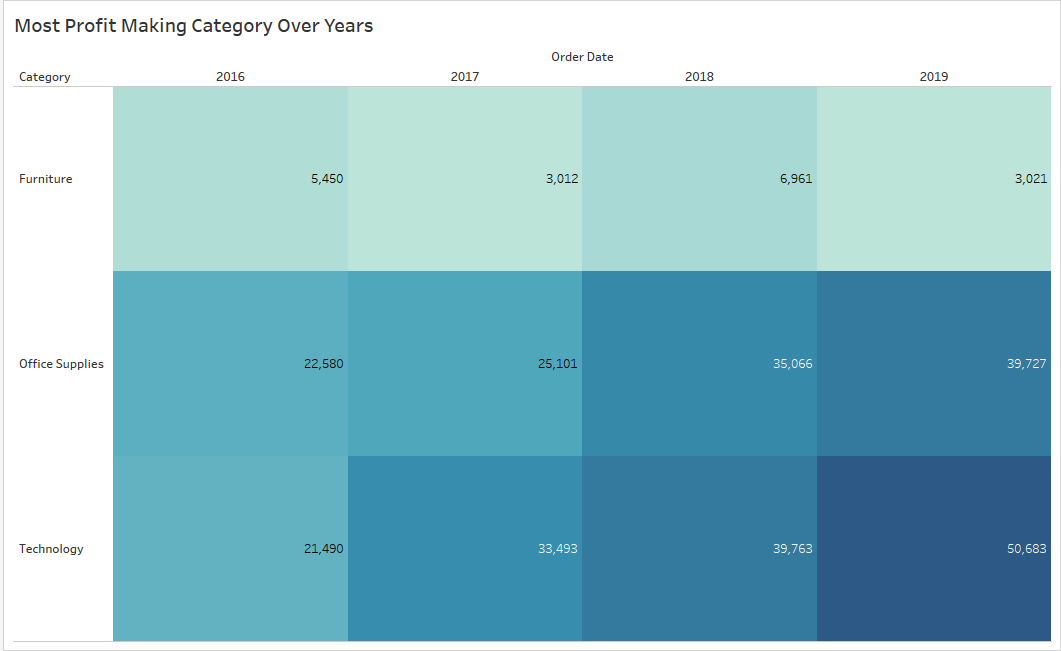 Most Profit Making Category Over Years
Order Date
Category 2016 2017 2018 2019
Furniture 5,450 3,012 6,961 3,021
Office Supplies 22,580 25,101 35,066 39,727
Technology 21,490 33,493 39,763 50,683